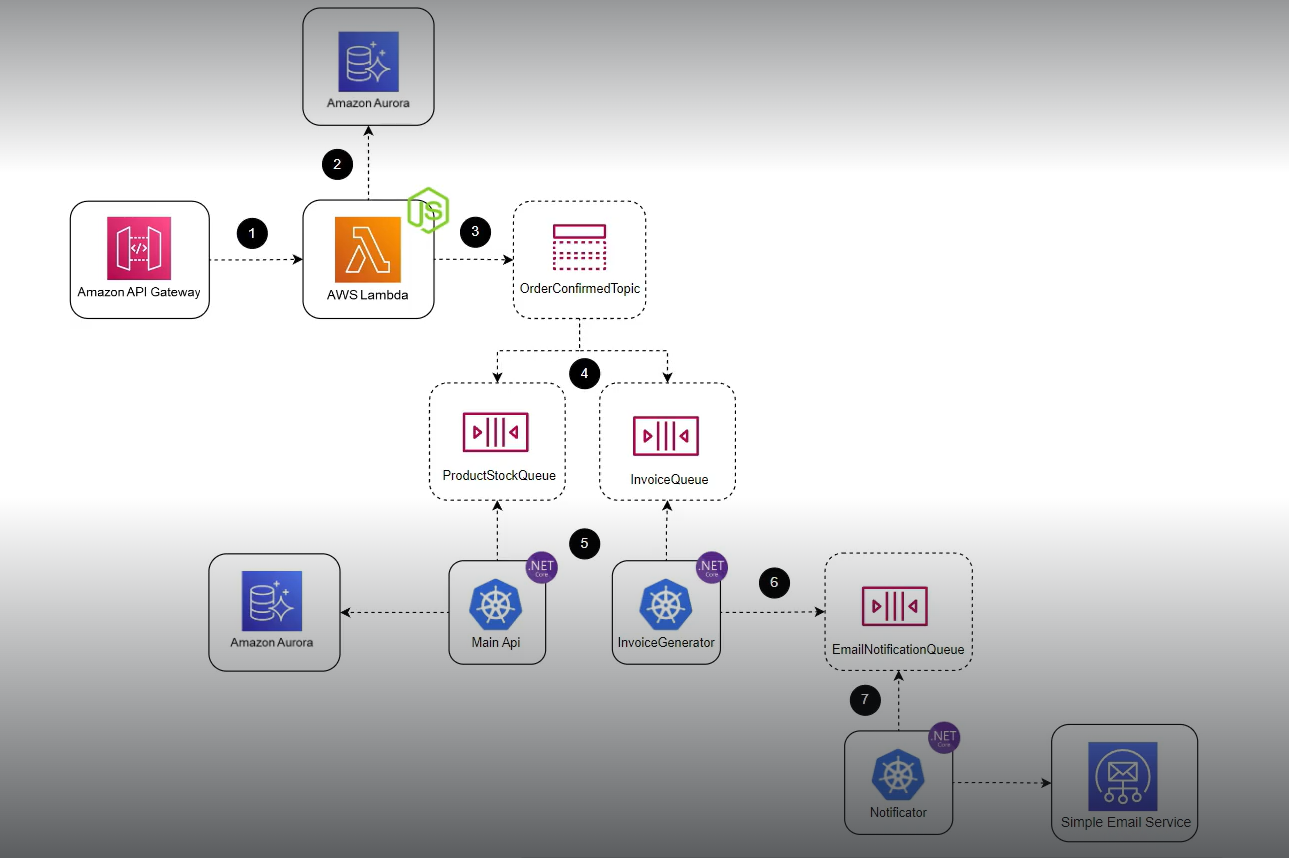 Amazon Aurora
2
JS
1
3
</>
Amazon API Gateway
AWS Lambda
OrderConfirmedTopic
4
ProductStockQueue
InvoiceQueue
5
.NET
Core
.NET
Core
6
Amazon Aurora
Main Api
InvoiceGenerator
EmailNotificationQueue
7
.NET
Core
Notificator
Simple Email Service